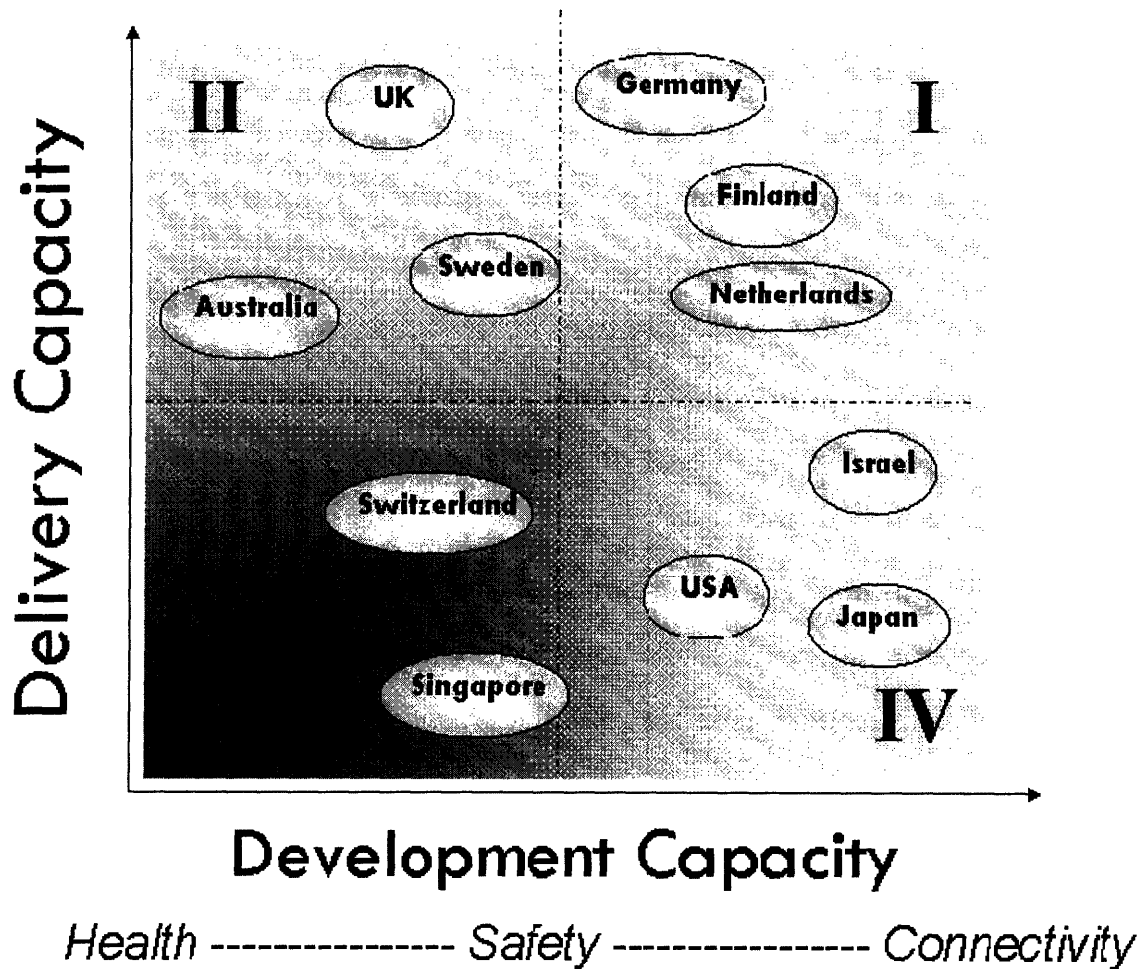 Delivery Capacity
II
UK
Germany
I
Finland
Sweden
Netherlands
Australia
Israel
Switzerland
USA
Japan
Singapore
IV
Development Capacity
Health --------------- Safety ---------------- Connectivity